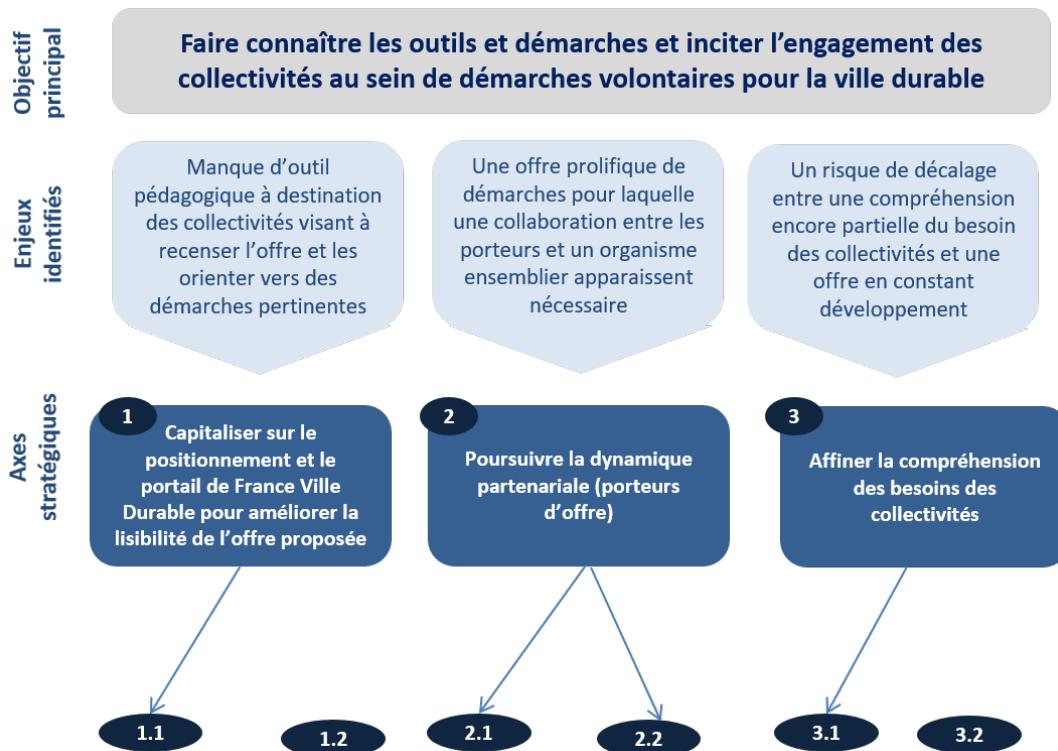 Objectif
principal
Faire connaître les outils et démarches et inciter l’engagement des
collectivités au sein de démarches volontaires pour la ville durable
Enjeux
identifiés
Manque d’outil
pédagogique à destination
des collectivités visant à
recenser l’offre et les
orienter vers des
démarches pertinentes
Une offre prolifique de
démarches pour laquelle
une collaboration entre les
porteurs et un organisme
ensemblier apparaissent
nécessaire
Un risque de décalage
entre une compréhension
encore partielle du besoin
des collectivités et une
offre en constant
développement
Axes
stratégiques
1
Capitaliser sur le
positionnement et le
portail de France Ville
Durable pour améliorer la
lisibilité de l’offre proposée
2
Poursuivre la dynamique
partenariale (porteurs
d’offre)
3
Affiner la compréhension
des besoins des
collectivités
1.1
1.2
2.1
2.2
3.1
3.2